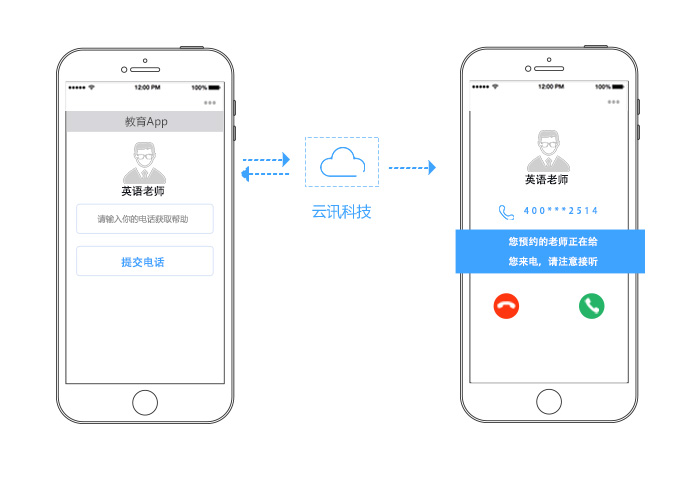 12:00 PM 100%
教育App
英语老师
请输入你的电话获取帮助
提交电话
云讯科技
12:00 PM 100%
英语老师
400***2514
您预约的老师正在给
您来电，请注意接听